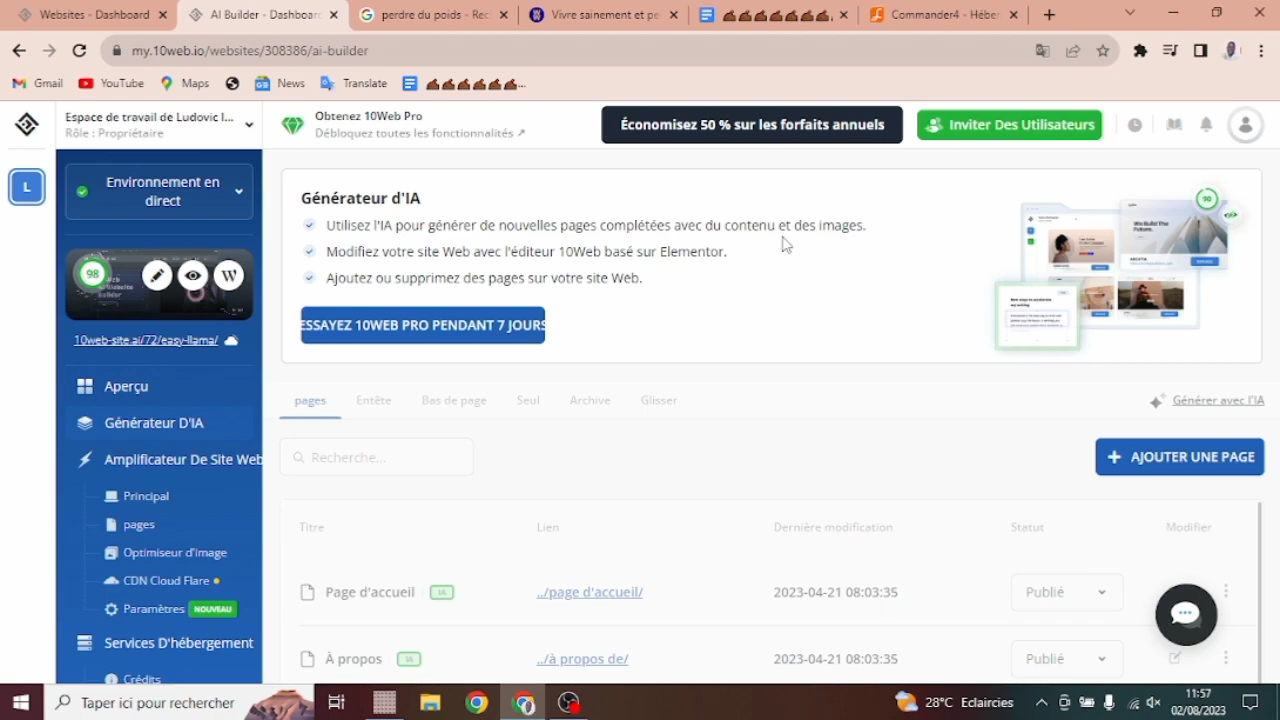 Websites - Dashboard
AI Builder - Dashboar
perdre du poids - Rec
Vivre sainement et pe
Commander4 - Héber
my.10web.io/websites/308386/ai-builder
Gmail
YouTube
Maps
News
Translate
Espace de travail de Ludovic I...
Rôle : Propriétaire
Obtenez 10Web Pro
Débloquez toutes les fonctionnalités
Économisez 50 % sur les forfaits annuels
Inviter Des Utilisateurs
L
Environnement en
direct
98
10web-site.ai/72/easy-llama/
Aperçu
Générateur D'IA
Amplificateur De Site Web
Principal
pages
Optimiseur d'image
CDN Cloud Flare
Paramètres NOUVEAU
Services D'hébergement
Crédits
Générateur d'IA
Utilisez l'IA pour générer de nouvelles pages complétées avec du contenu et des images.
Modifiez votre site Web avec l'éditeur 10Web basé sur Elementor.
Ajoutez ou supprimez des pages sur votre site Web.
ESSAI 10WEB PRO PENDANT 7 JOURS
90
We Build The
Future.
pages Entête Bas de page Seul Archive Glisser
Générer avec l'IA
Recherche...
AJOUTER UNE PAGE
Titre Lien Dernière modification Statut Modifier
Page d'accueil IA ../page d'accueil/ 2023-04-21 08:03:35 Publié
À propos IA ../à propos de/ 2023-04-21 08:03:35 Publié
Taper ici pour rechercher
28°C Eclaircies
11:57
02/08/2023